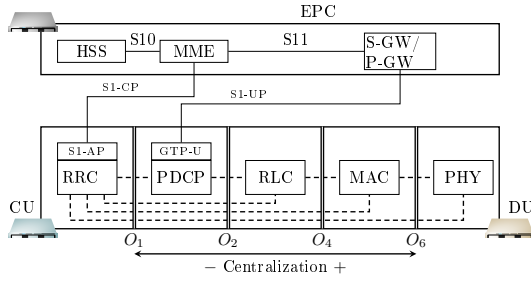 EPC
HSS
S10
MME
S11
S-GW/
P-GW
S1-CP
S1-UP
S1-AP
GTP-U
RRC
PDCP
RLC
MAC
PHY
CU
DU
O1
O2
O4
O6
− Centralization +